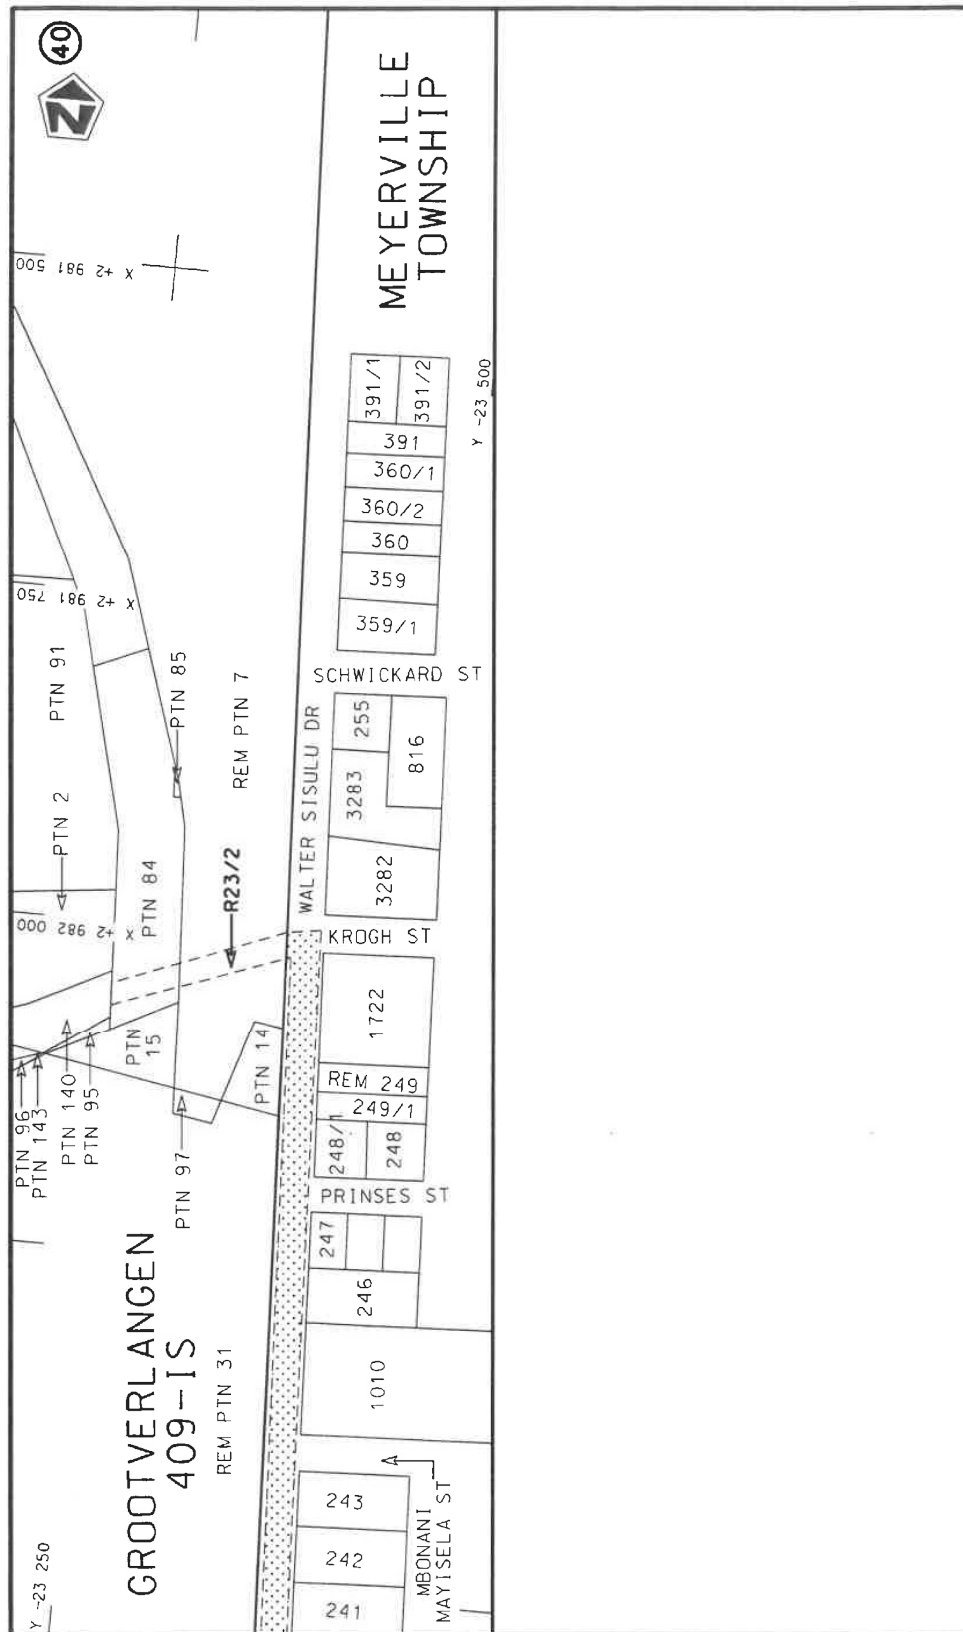 40
N
MEYERVILLE
TOWNSHIP
X +2 981 500
391/1
391/2
391
360/1
360/2
360
359
359/1
Y -23 500
X +2 981 750
SCHWICKARD ST
PTN 91
PTN 85
REM PTN 7
WALTER SISULU DR
255
816
3283
3282
PTN 2
PTN 84
X +2 982 000
R23/2
KROGH ST
1722
PTN
15
PTN 14
REM 249
249/1
248/1
248
PTN 96
PTN 143
PTN 140
PTN 95
PTN 97
PRINSES ST
247
246
GROOTVERLANGEN
409-IS
REM PTN 31
1010
MBONANI
MAYISELA ST
243
242
241
Y -23 250